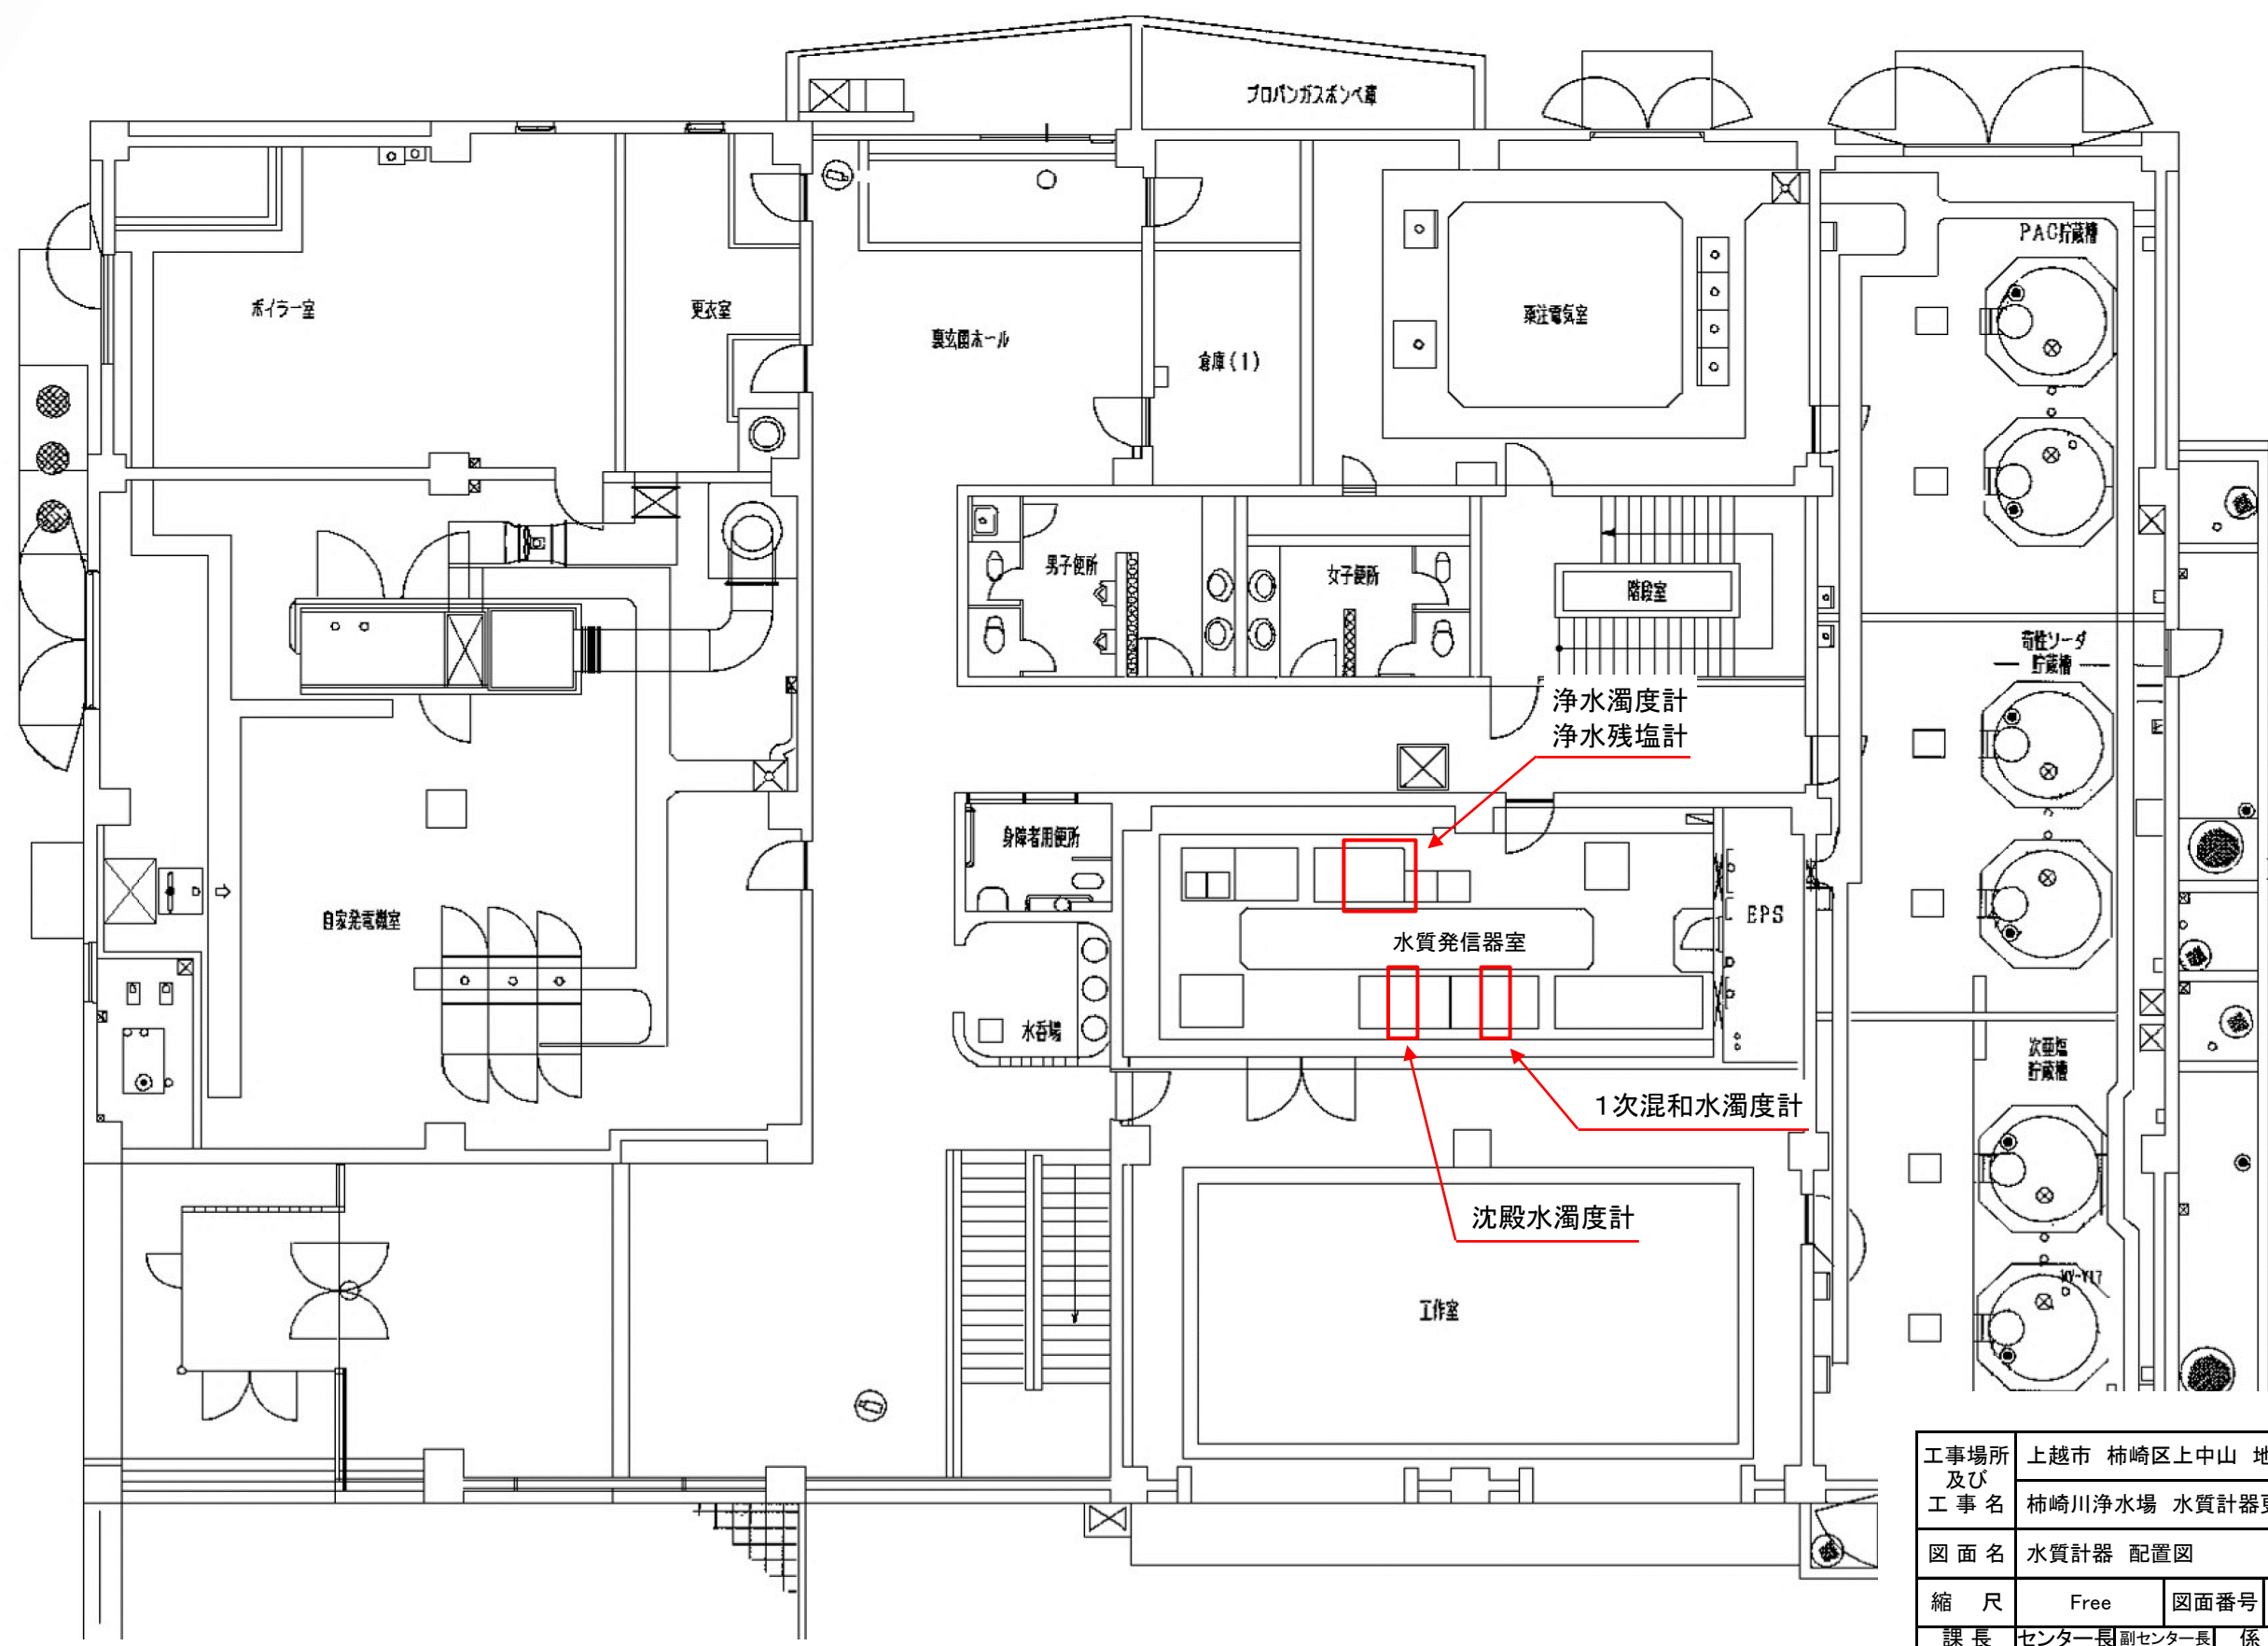 プロパンガスボンベ庫
PAC貯蔵槽
ボイラー室
更衣室
裏玄関ホール
倉庫(1)
薬注電気室
男子便所
女子便所
階段室
苛性ソーダ
貯蔵槽
浄水濁度計
浄水残塩計
身障者用便所
自家発電機室
EPS
水質発信器室
水呑場
次亜塩
貯蔵槽
1次混和水濁度計
沈殿水濁度計
工作室
工事場所
及び
工事名
上越市 柿崎区上中山
柿崎川浄水場 水質計器
図面名
水質計器 配置図
縮 尺
Free
図面番号
課長
センター長
副センター長
係